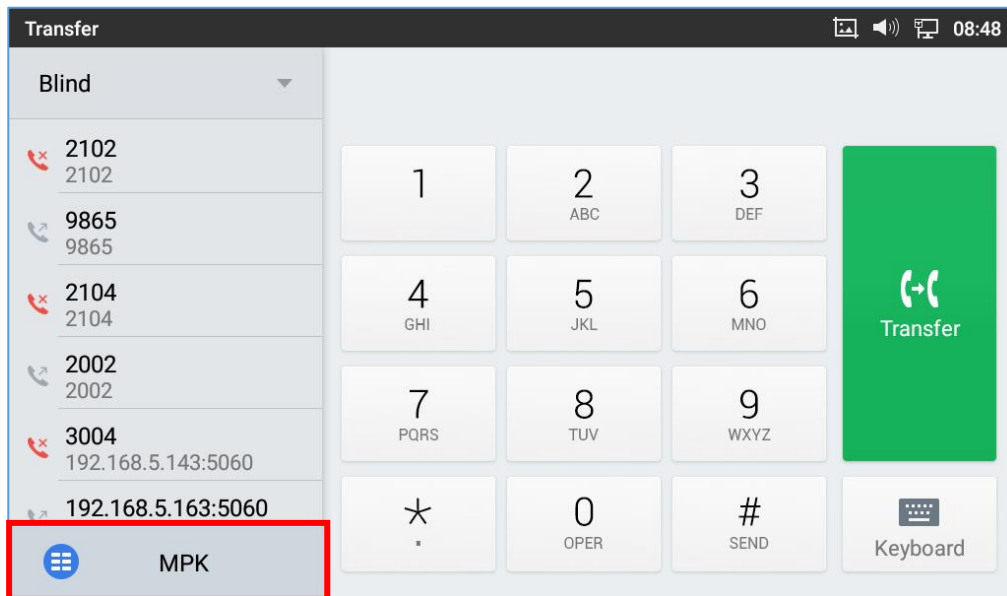 Transfer
08:48
Blind
2102
2102
9865
9865
2104
2104
2002
2002
3004
192.168.5.143:5060
192.168.5.163:5060
MPK
1
2
ABC
3
DEF
4
GHI
5
JKL
6
MNO
7
PQRS
8
TUV
9
WXYZ
*
.
0
OPER
#
SEND
Transfer
Keyboard